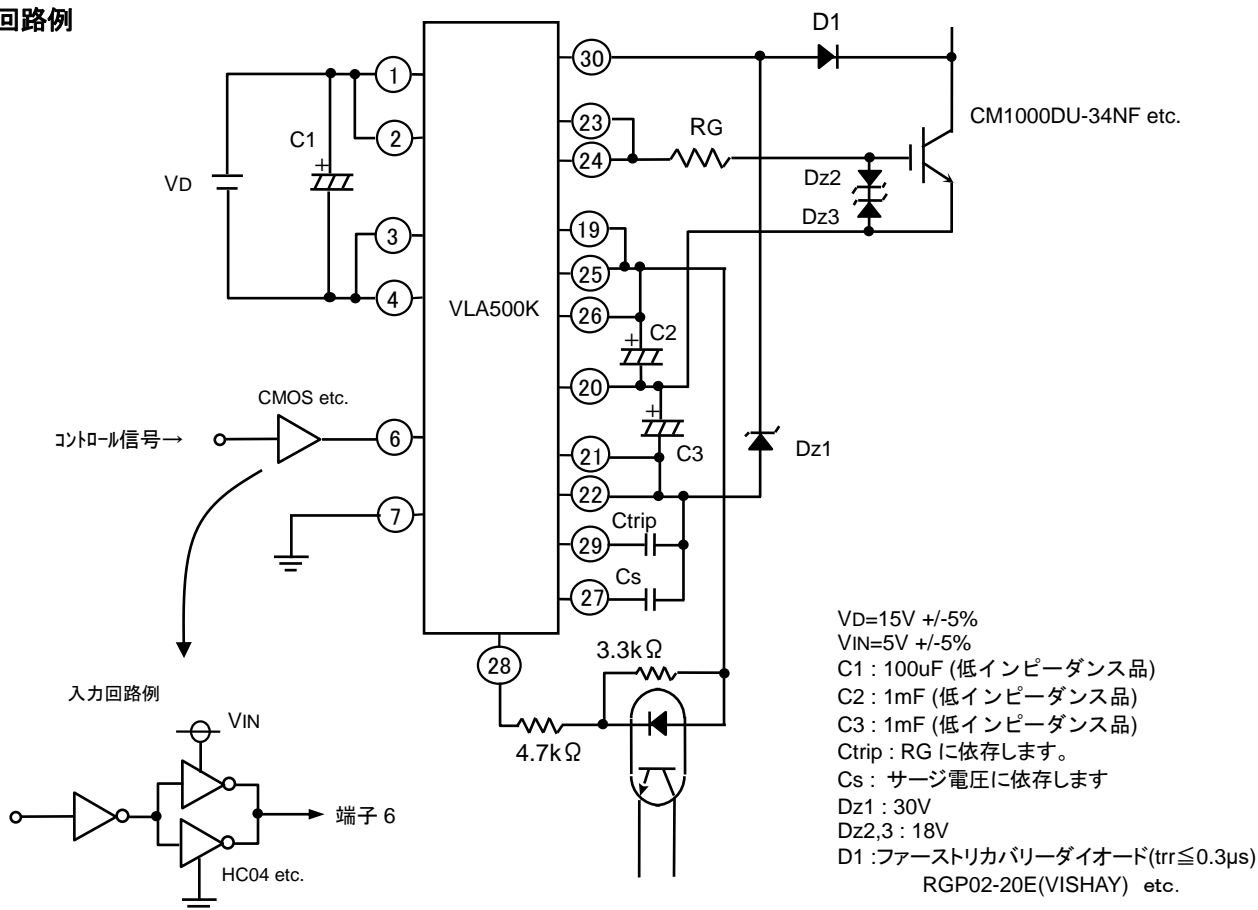 回路例
D1
1
30
CM1000DU-34NF etc.
23
RG
2
C1
+
24
VD
Dz2
Dz3
3
19
25
4
VLA500K
26
+
C2
CMOS etc.
20
コントロール信号→
6
+
21
C3
Dz1
22
7
Ctrip
29
Cs
27
28
3.3kΩ
4.7kΩ
入力回路例
VIN
端子 6
HC04 etc.
VD=15V +/-5%
VIN=5V +/-5%
C1 : 100uF (低インピーダンス品)
C2 : 1mF (低インピーダンス品)
C3 : 1mF (低インピーダンス品)
Ctrip : RG に依存します。
Cs : サージ電圧に依存します
Dz1 : 30V
Dz2,3 : 18V
D1 :ファーストリカバリーダイオード(trr≦0.3µs)
RGP02-20E(VISHAY) etc.